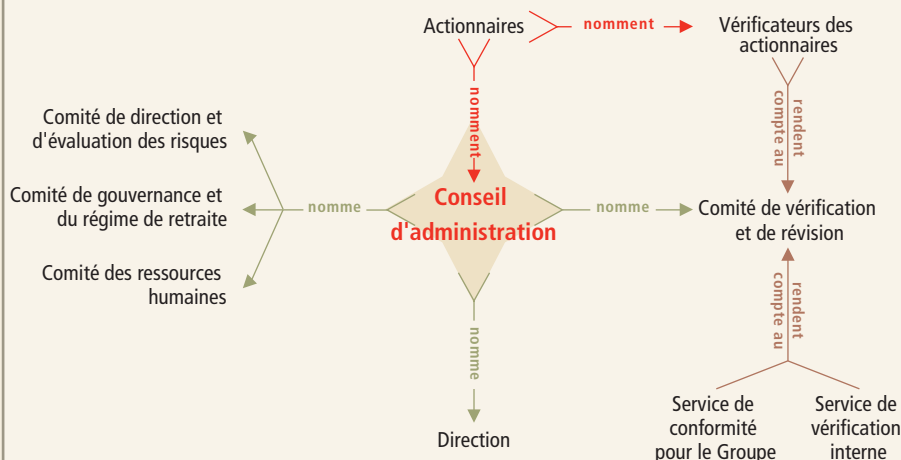 Actionnaires
nomment
Vérificateurs des
actionnaires
nomment
rendent
compte au
Comité de direction et
d'évaluation des risques
Comité de gouvernance et
du régime de retraite
Comité des ressources
humaines
nomme
Conseil
d'administration
nomme
Comité de vérification
et de révision
nomme
rendent
compte au
Direction
Service de
conformité
pour le Groupe
Service de
vérification
interne